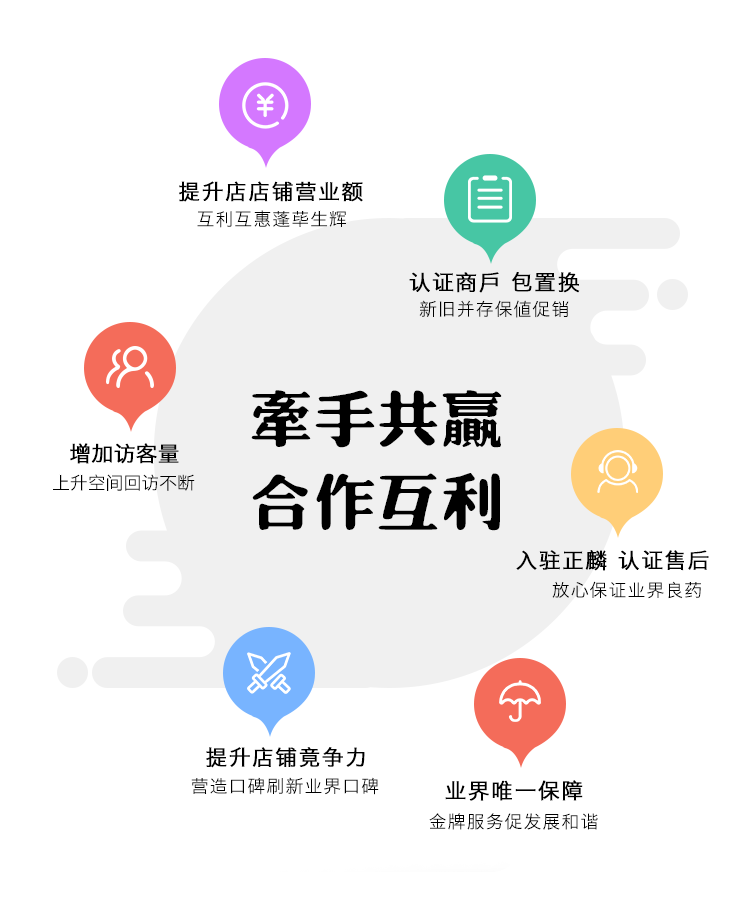 ¥
提升店店铺营业额
互利互惠蓬荜生辉
认证商戶 包置换
新旧并存保値促销
增加访客量
上升空间回访不断
牵手共赢
合作互利
入驻正麟 认证售后
放心保证业界良药
提升店铺竟争力
营造口碑刷新业界口碑
业界唯一保障
金牌服务促发展和谐